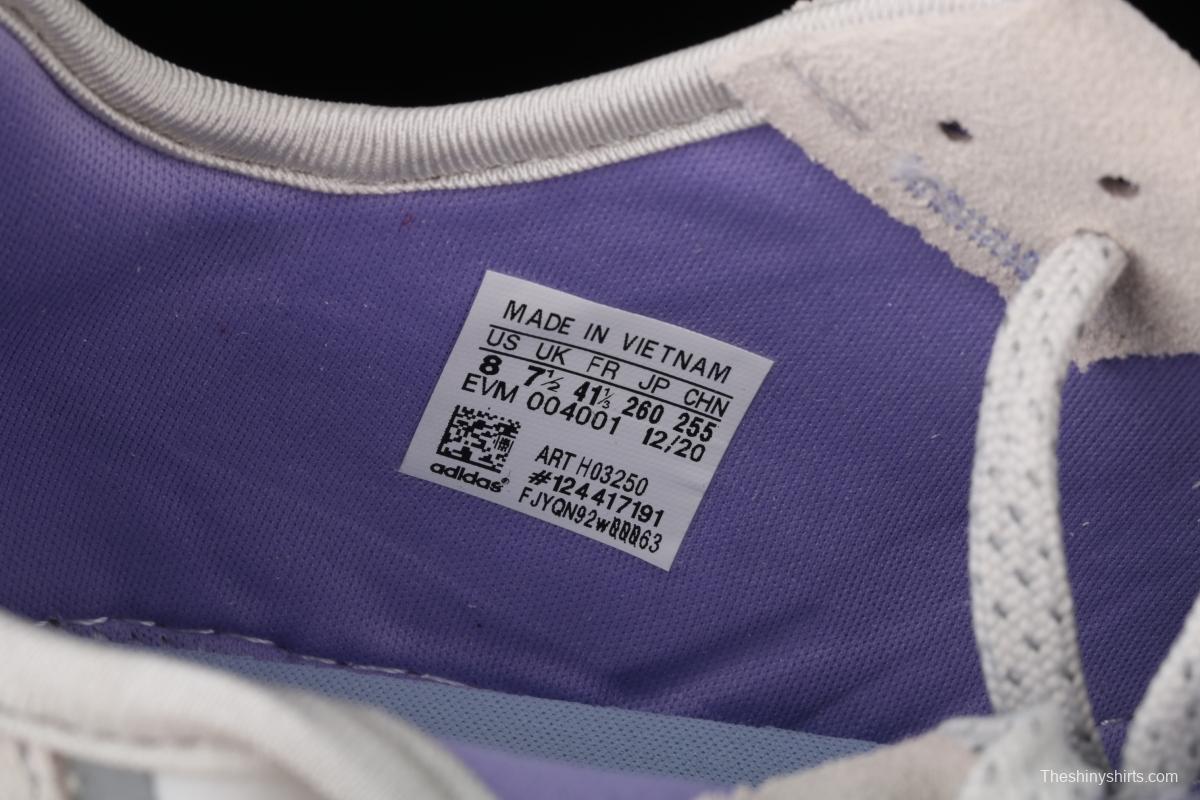 MADE IN VIETNAM
US UK FR JP CHN
8 7½ 41⅓ 260 255
EVM 004001 12/20
ART H03250
#124417191
adidas®
Theshinyshirts.com